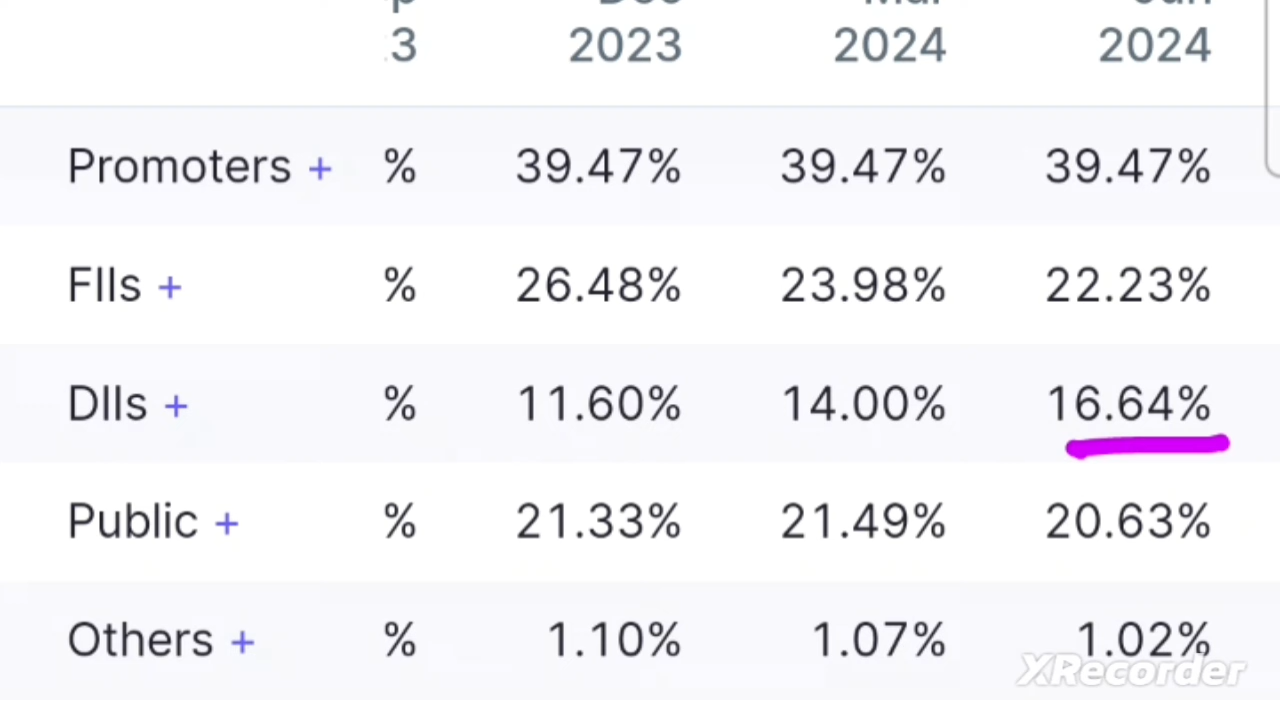 2023 2024 2024
Promoters + % 39.47% 39.47% 39.47%
FIIs + % 26.48% 23.98% 22.23%
DIIs + % 11.60% 14.00% 16.64%
Public + % 21.33% 21.49% 20.63%
Others + % 1.10% 1.07% 1.02%
XRecorder